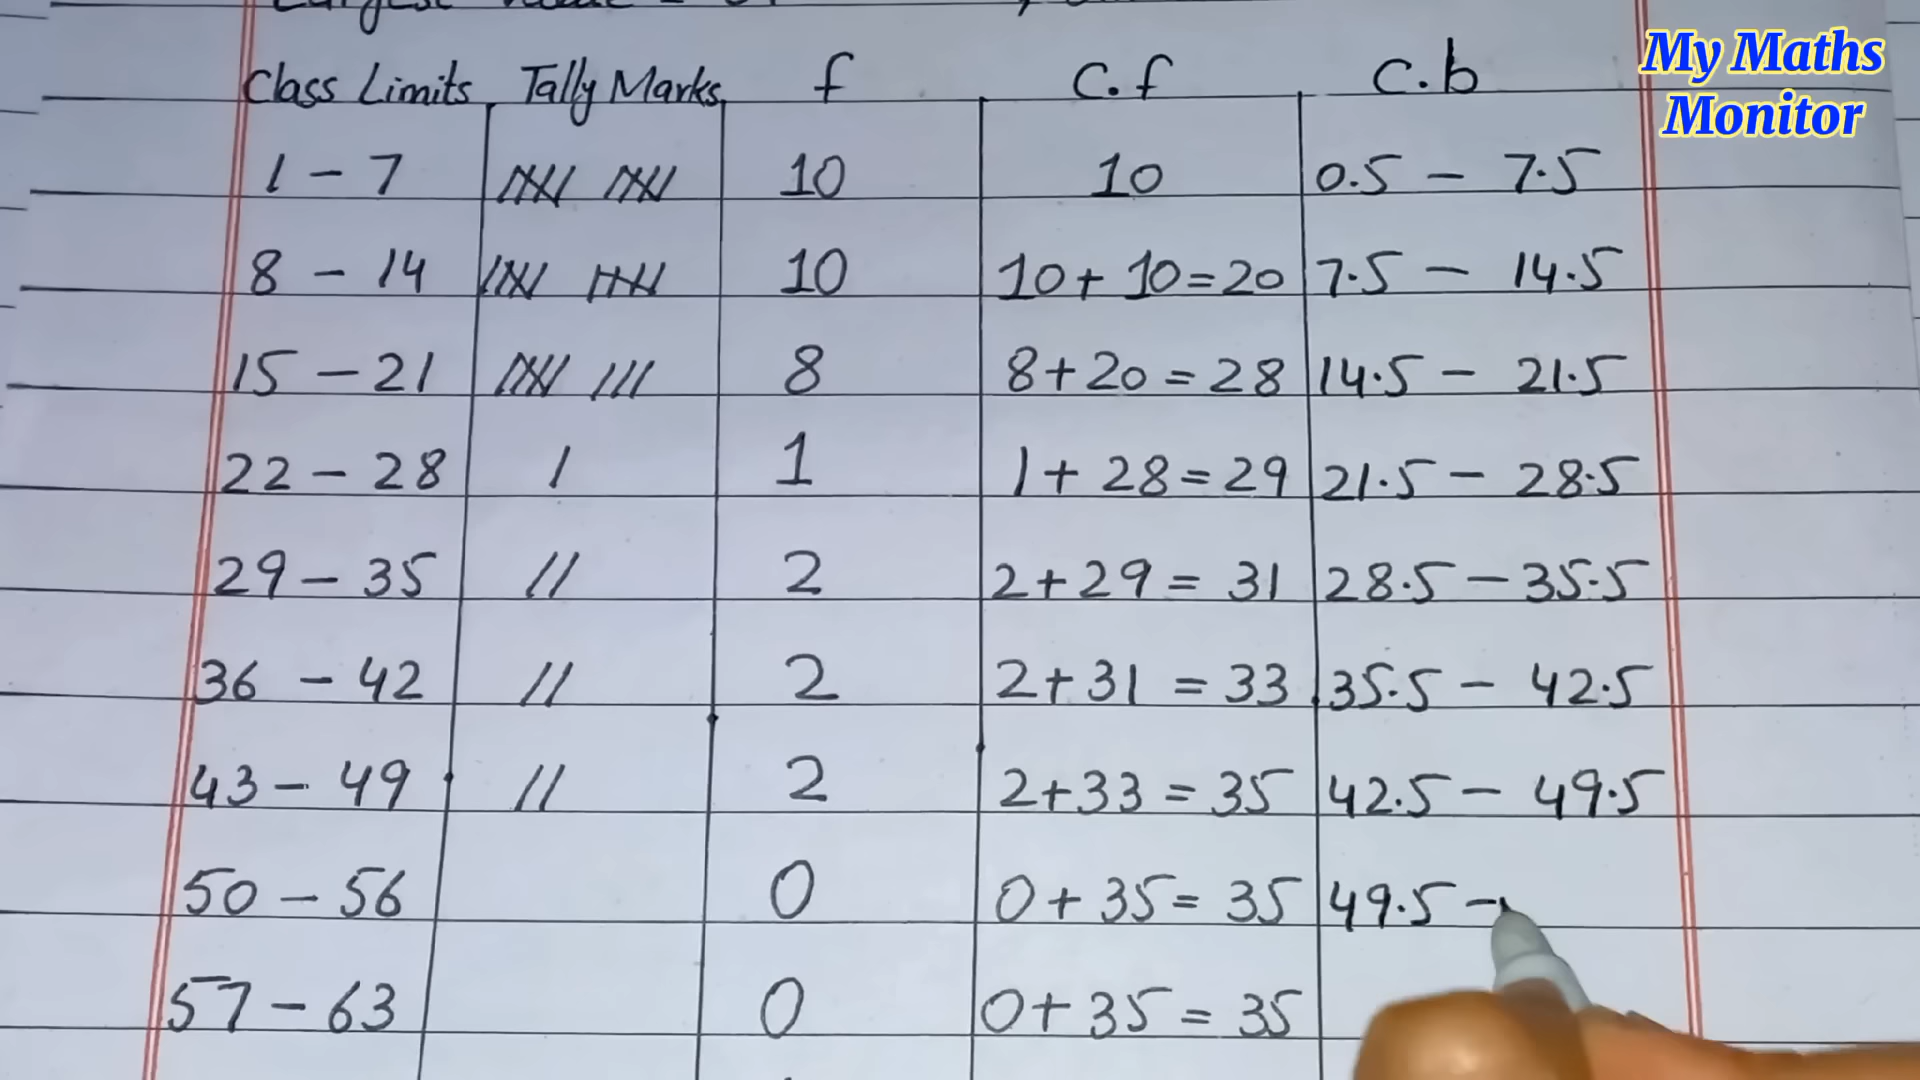 Largest Value =
Class Limits Tally Marks f C.f C.b
1 - 7 10 10 0.5 - 7.5
8 - 14 10 10 + 10 = 20 7.5 - 14.5
15 - 21 8 8 + 20 = 28 14.5 - 21.5
22 - 28 1 1 + 28 = 29 21.5 - 28.5
29 - 35 2 2 + 29 = 31 28.5 - 35.5
36 - 42 2 2 + 31 = 33 35.5 - 42.5
43 - 49 2 2 + 33 = 35 42.5 - 49.5
50 - 56 0 0 + 35 = 35 49.5 -
57 - 63 0 0 + 35 = 35
My Maths
Monitor